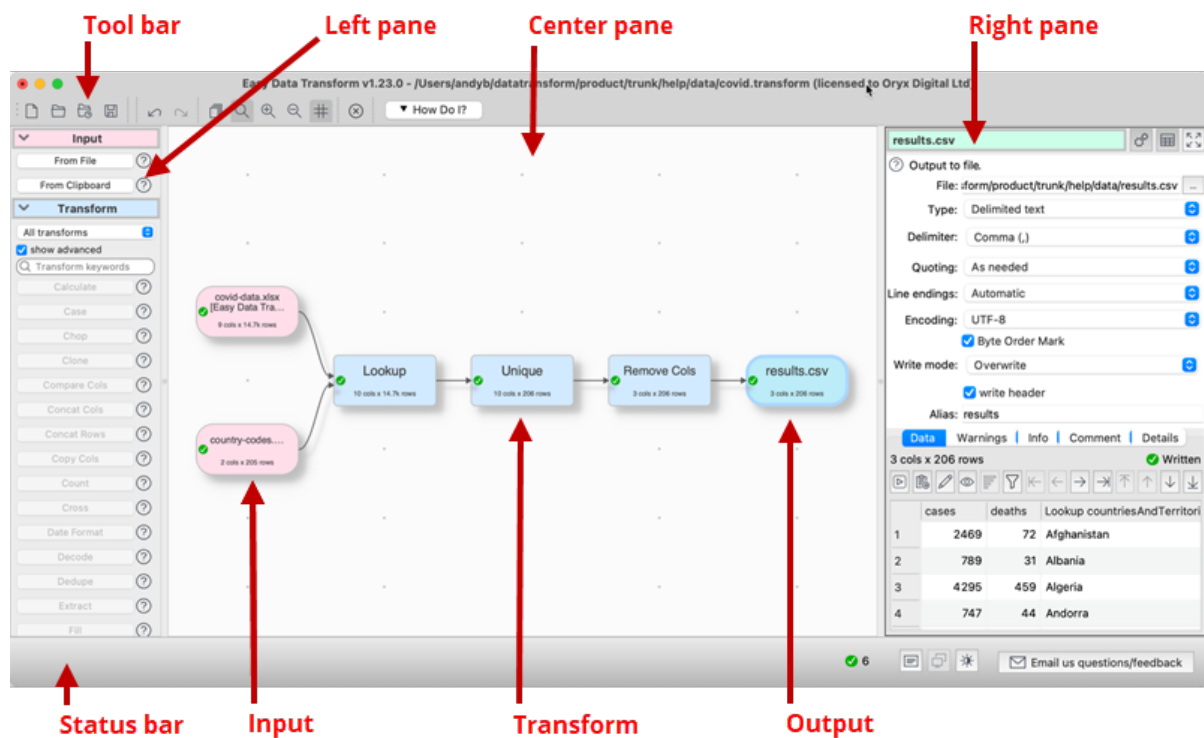 Tool bar
Left pane
Center pane
Right pane
Easy Data Transform v1.23.0 - /Users/andyb/datatransform/product/trunk/help/data/covid.transform (licensed to Oryx Digital Ltd)
▼ How Do I?
Input
From File
From Clipboard
Transform
All transforms
show advanced
Transform keywords
Calculate
Case
Chop
Clone
Compare Cols
Concat Cols
Concat Rows
Copy Cols
Count
Cross
Date Format
Decode
Dedupe
Extract
Fill
covid-data.xlsx
[Easy Data Tra...
9 cols x 14.7k rows
country-codes....
2 cols x 205 rows
Lookup
10 cols x 14.7k rows
Unique
10 cols x 206 rows
Remove Cols
3 cols x 206 rows
results.csv
3 cols x 206 rows
results.csv
Output to file.
File: :form/product/trunk/help/data/results.csv ...
Type: Delimited text
Delimiter: Comma (,)
Quoting: As needed
Line endings: Automatic
Encoding: UTF-8
Byte Order Mark
Write mode: Overwrite
write header
Alias: results
Data Warnings Info Comment Details
3 cols x 206 rows Written
cases deaths Lookup countriesAndTerritori
1 2469 72 Afghanistan
2 789 31 Albania
3 4295 459 Algeria
4 747 44 Andorra
6
Email us questions/feedback
Status bar
Input
Transform
Output